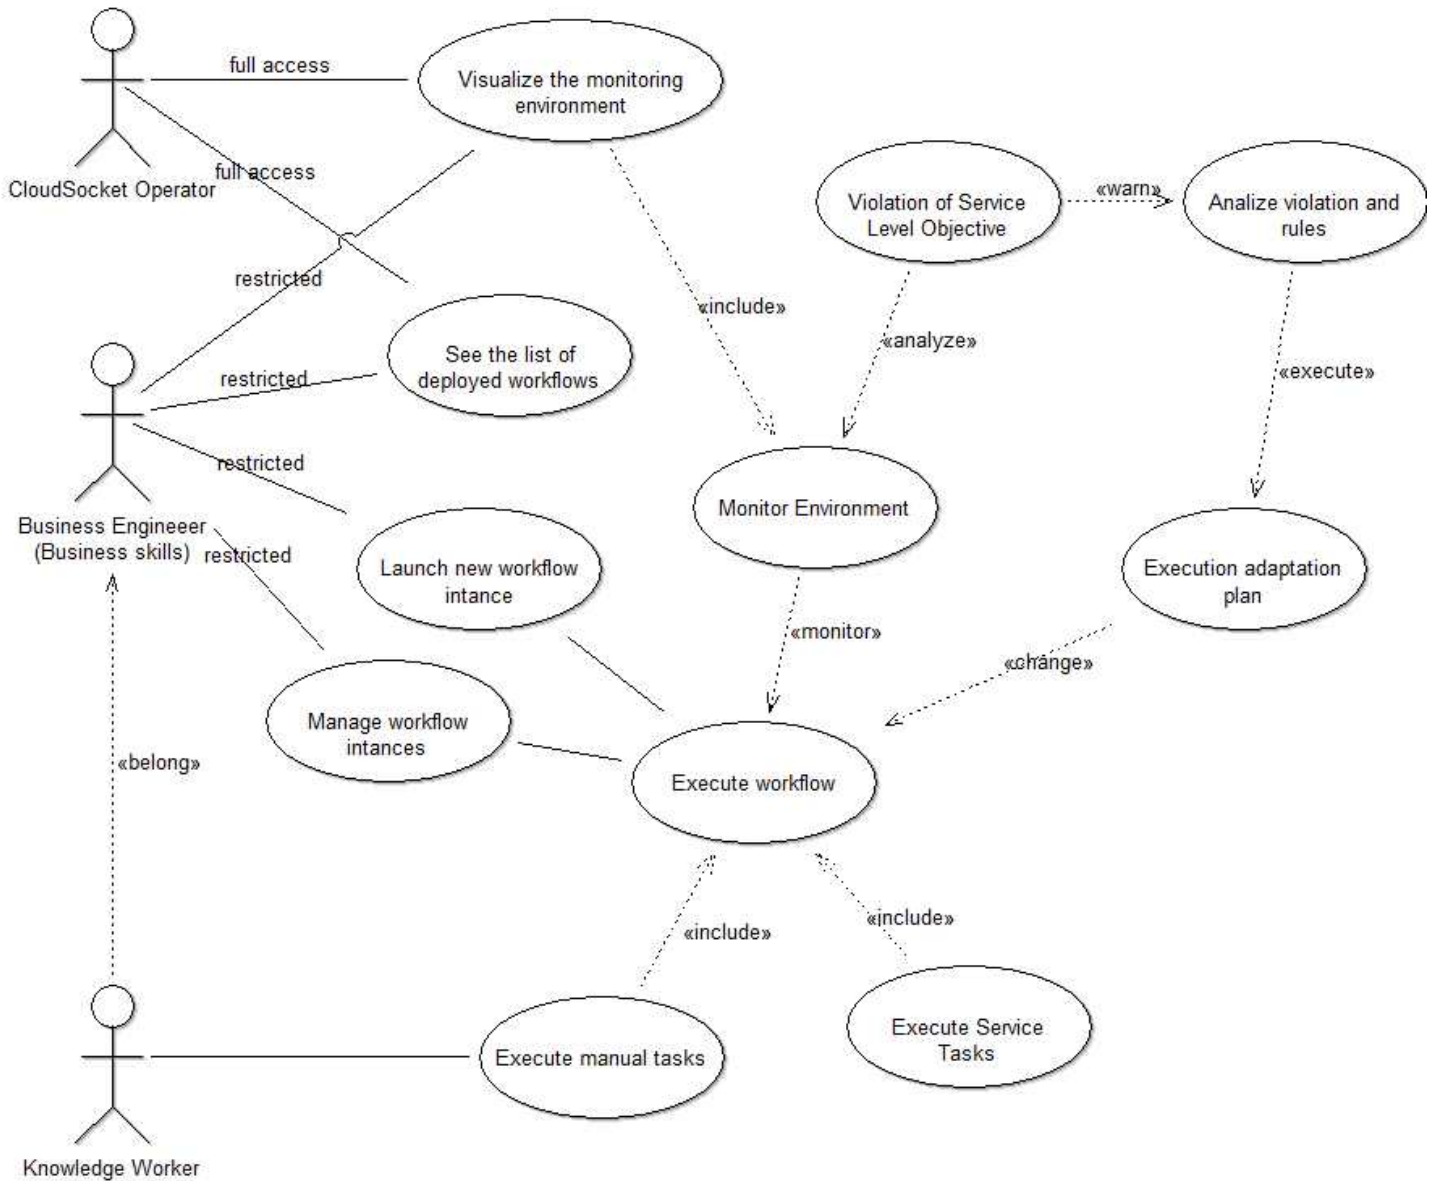 full access
Visualize the monitoring
environment
full access
CloudSocket Operator
Violation of Service
Level Objective
«warn»
Analize violation and
rules
restricted
«include»
«analyze»
See the list of
deployed workflows
restricted
«execute»
restricted
Monitor Environment
Business Engineeer
(Business skills)
restricted
Launch new workflow
intance
Execution adaptation
plan
«monitor»
«change»
Manage workflow
intances
«belong»
Execute workflow
«include»
«include»
Execute Service
Tasks
Execute manual tasks
Knowledge Worker